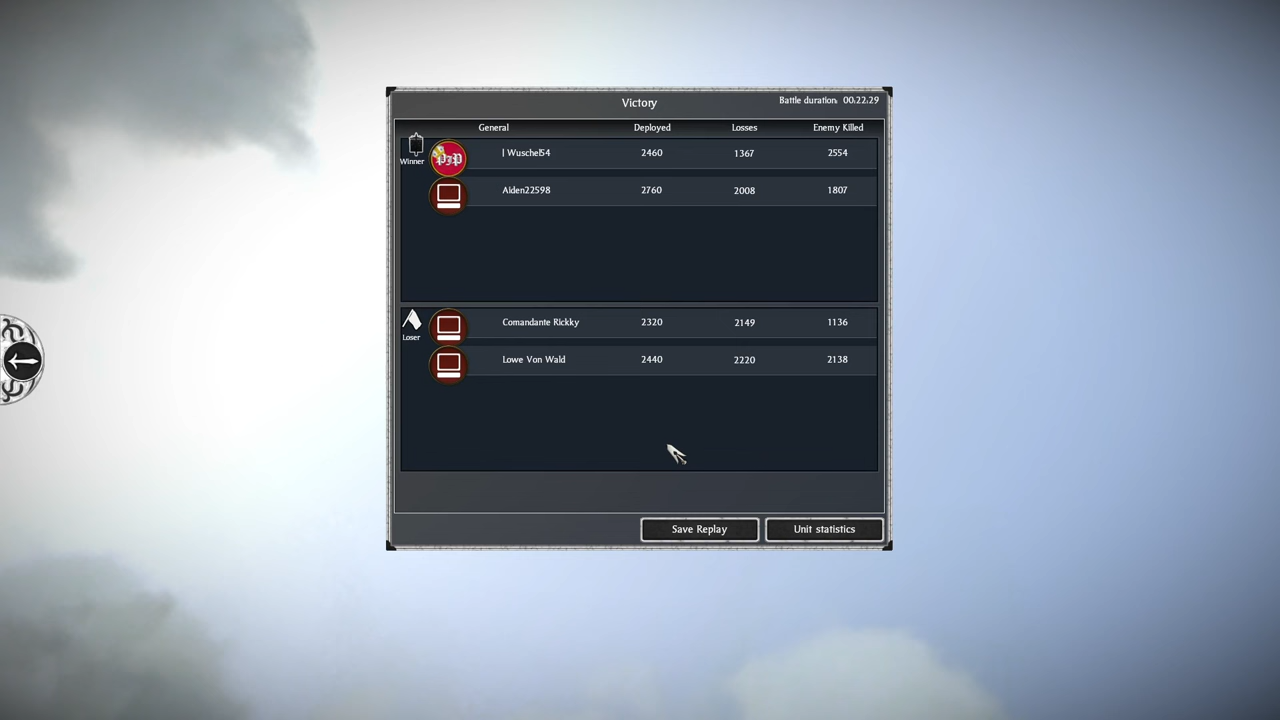 Victory
Battle duration: 00:22:29
General Deployed Losses Enemy Killed
Winner
PJP
| Wuschel54 2460 1367 2554
Aiden22598 2760 2008 1807
Loser
Comandante Rickky 2320 2149 1136
Lowe Von Wald 2440 2220 2138
Save Replay Unit statistics